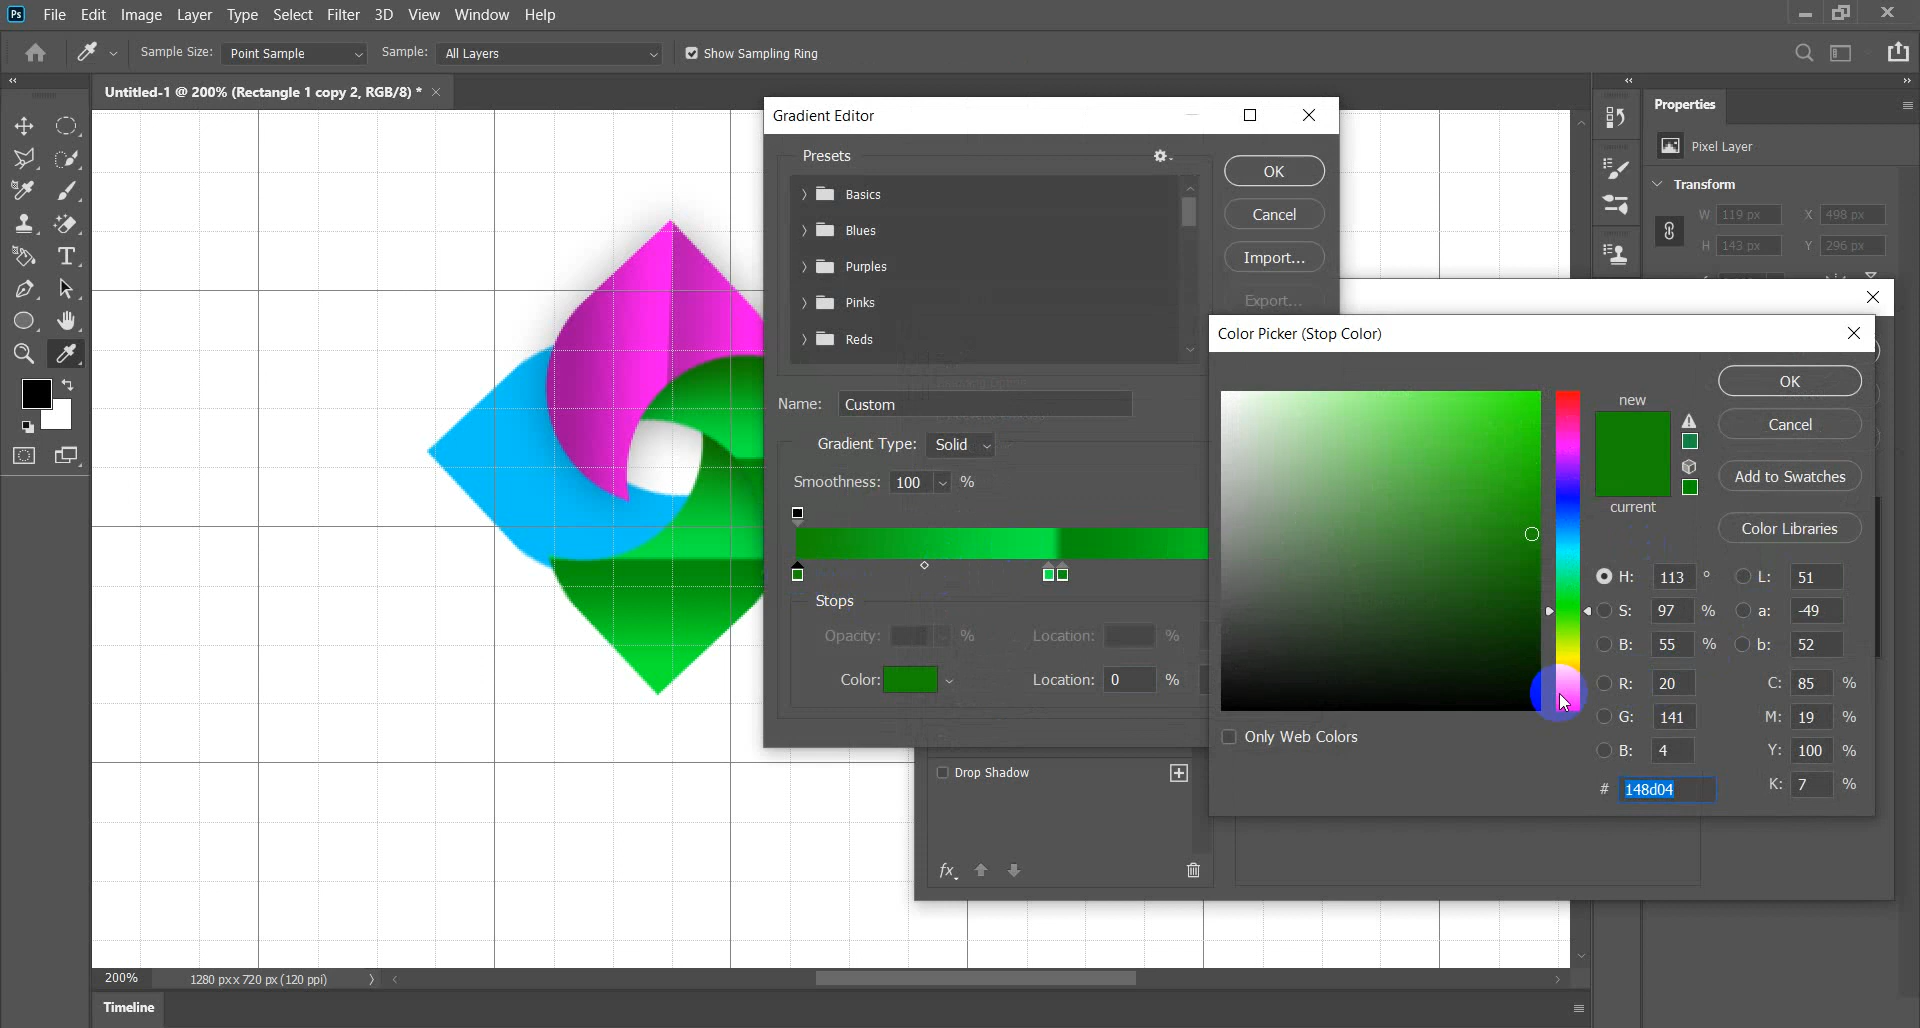 Ps File Edit Image Layer Type Select Filter 3D View Window Help
Sample Size: Point Sample Sample: All Layers Show Sampling Ring
Untitled-1 @ 200% (Rectangle 1 copy 2, RGB/8) *
Gradient Editor
Presets
Basics
Blues
Purples
Pinks
Reds
OK
Cancel
Import...
Export...
Name: Custom
Gradient Type: Solid
Smoothness: 100 %
Stops
Opacity: % Location: %
Color: Location: 0 %
Drop Shadow
fx
Properties
Pixel Layer
Transform
W 119 px X 498 px
H 143 px Y 296 px
Color Picker (Stop Color)
new
current
OK
Cancel
Add to Swatches
Color Libraries
H: 113 ° L: 51
S: 97 % a: -49
B: 55 % b: 52
R: 20 C: 85 %
G: 141 M: 19 %
B: 4 Y: 100 %
# 148d04 K: 7 %
Only Web Colors
200% 1280 px x 720 px (120 ppi)
Timeline